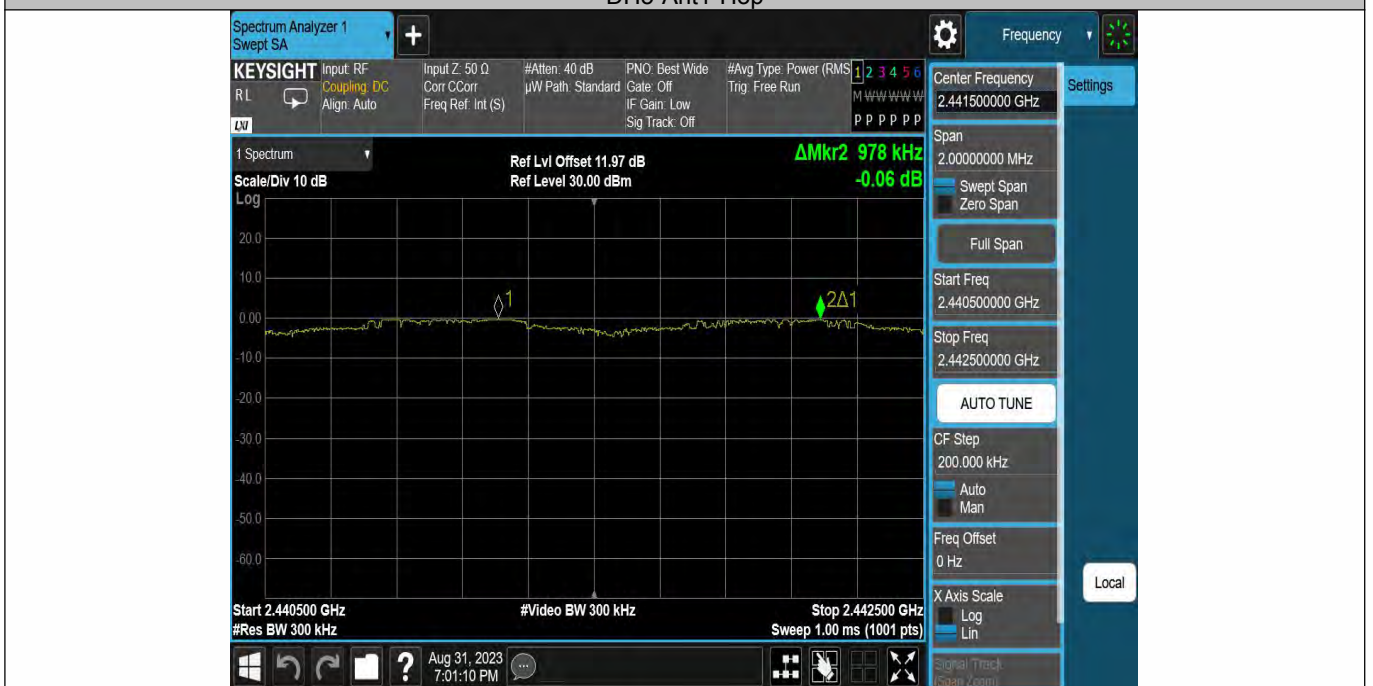 Spectrum Analyzer 1
Swept SA
+
Frequency
KEYSIGHT
RL
LXI
Input: RF
Coupling: DC
Align: Auto
Input Z: 50 Ω
Corr CCorr
Freq Ref: Int (S)
#Atten: 40 dB
µW Path: Standard
PNO: Best Wide
Gate: Off
IF Gain: Low
Sig Track: Off
#Avg Type: Power (RMS
Trig: Free Run
1 2 3 4 5 6
M W W W W W
P P P P P P
Center Frequency
2.441500000 GHz
Settings
Span
2.00000000 MHz
Swept Span
Zero Span
Full Span
Start Freq
2.440500000 GHz
Stop Freq
2.442500000 GHz
AUTO TUNE
CF Step
200.000 kHz
Auto
Man
Freq Offset
0 Hz
X Axis Scale
Log
Lin
Signal Track
(Span Zoom)
Local
1 Spectrum
Scale/Div 10 dB
Log
Ref Lvl Offset 11.97 dB
Ref Level 30.00 dBm
ΔMkr2 978 kHz
-0.06 dB
20.0
10.0
0.00
-10.0
-20.0
-30.0
-40.0
-50.0
-60.0
1
2Δ1
Start 2.440500 GHz
#Res BW 300 kHz
#Video BW 300 kHz
Stop 2.442500 GHz
Sweep 1.00 ms (1001 pts)
?
Aug 31, 2023
7:01:10 PM